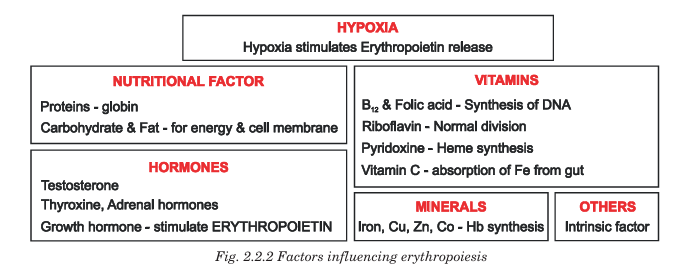 HYPOXIA
Hypoxia stimulates Erythropoietin release
NUTRITIONAL FACTOR
Proteins - globin
Carbohydrate & Fat - for energy & cell membrane
HORMONES
Testosterone
Thyroxine, Adrenal hormones
Growth hormone - stimulate ERYTHROPOIETIN
VITAMINS
B₁₂ & Folic acid - Synthesis of DNA
Riboflavin - Normal division
Pyridoxine - Heme synthesis
Vitamin C - absorption of Fe from gut
MINERALS
Iron, Cu, Zn, Co - Hb synthesis
OTHERS
Intrinsic factor
Fig. 2.2.2 Factors influencing erythropoiesis